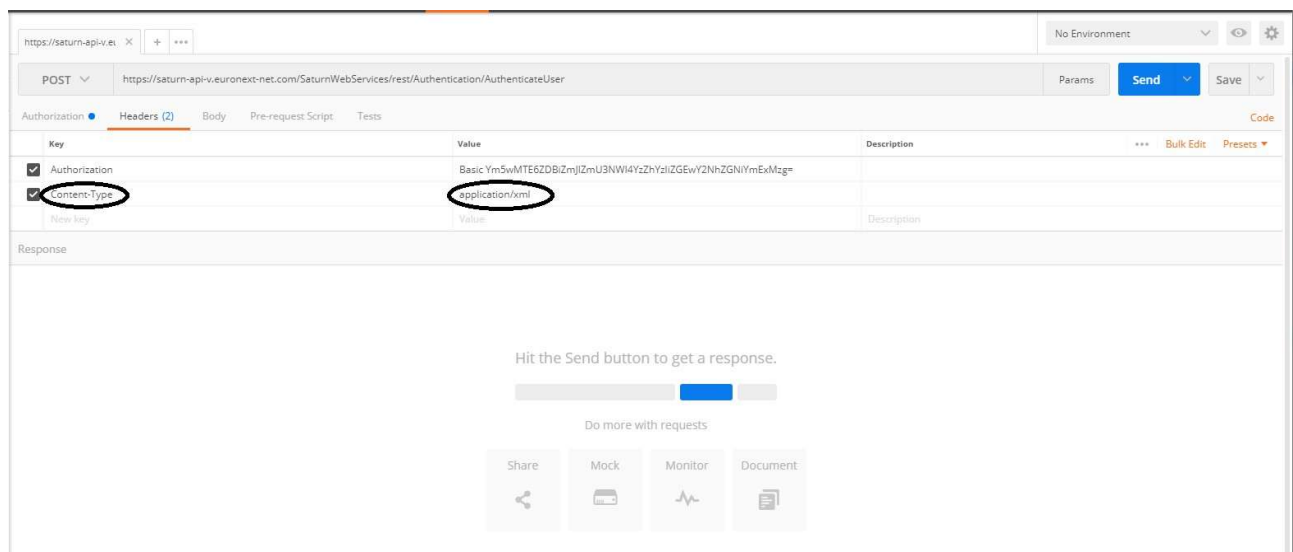 https://saturn-api-v.eu
No Environment
POST https://saturn-api-v.euronext-net.com/SaturnWebServices/rest/Authentication/AuthenticateUser Params Send Save
Authorization Headers (2) Body Pre-request Script Tests Code
Key Value Description Bulk Edit Presets
Authorization Basic Ym5wMTE6ZDBiZmJlZmU3NWI4YzZhYzliZGEwY2NhZGNiYmExMzg=
Content-Type application/xml
New key Value Description
Response
Hit the Send button to get a response.
Do more with requests
Share Mock Monitor Document